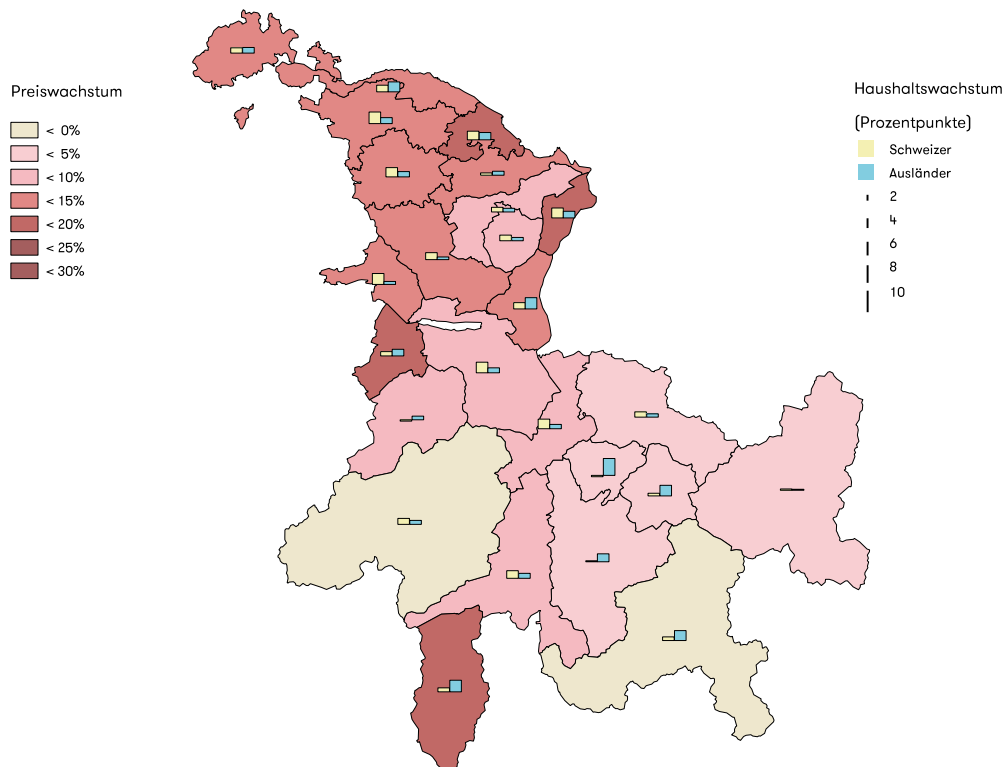 Preiswachstum
< 0%
< 5%
< 10%
< 15%
< 20%
< 25%
< 30%
Haushaltswachstum
(Prozentpunkte)
Schweizer
Ausländer
2
4
6
8
10